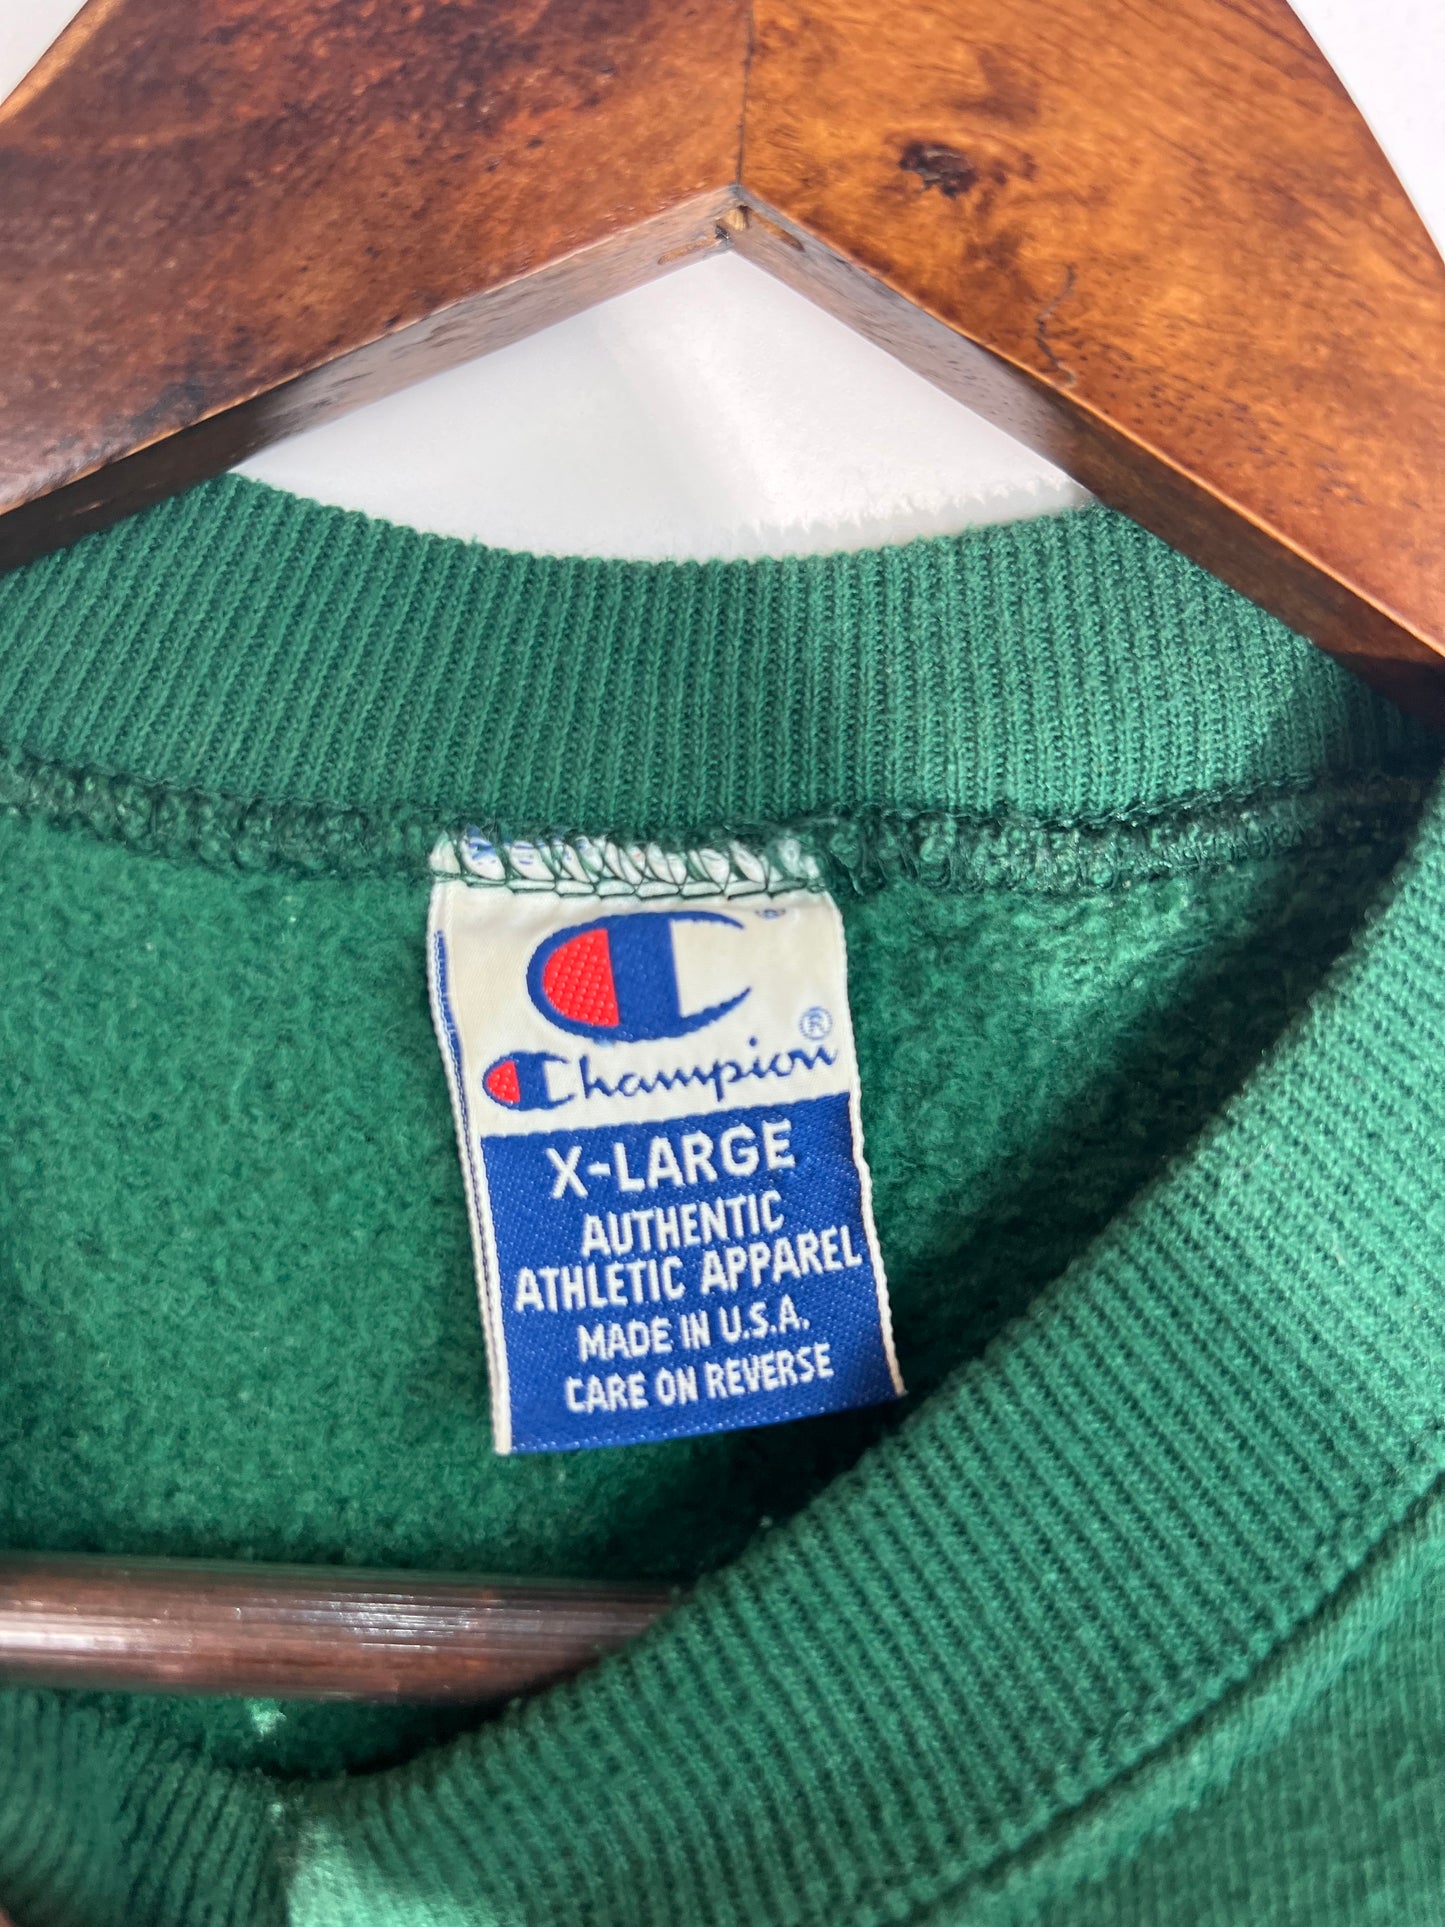 ®
Champion®
X-LARGE
AUTHENTIC
ATHLETIC APPAREL
MADE IN U.S.A.
CARE ON REVERSE